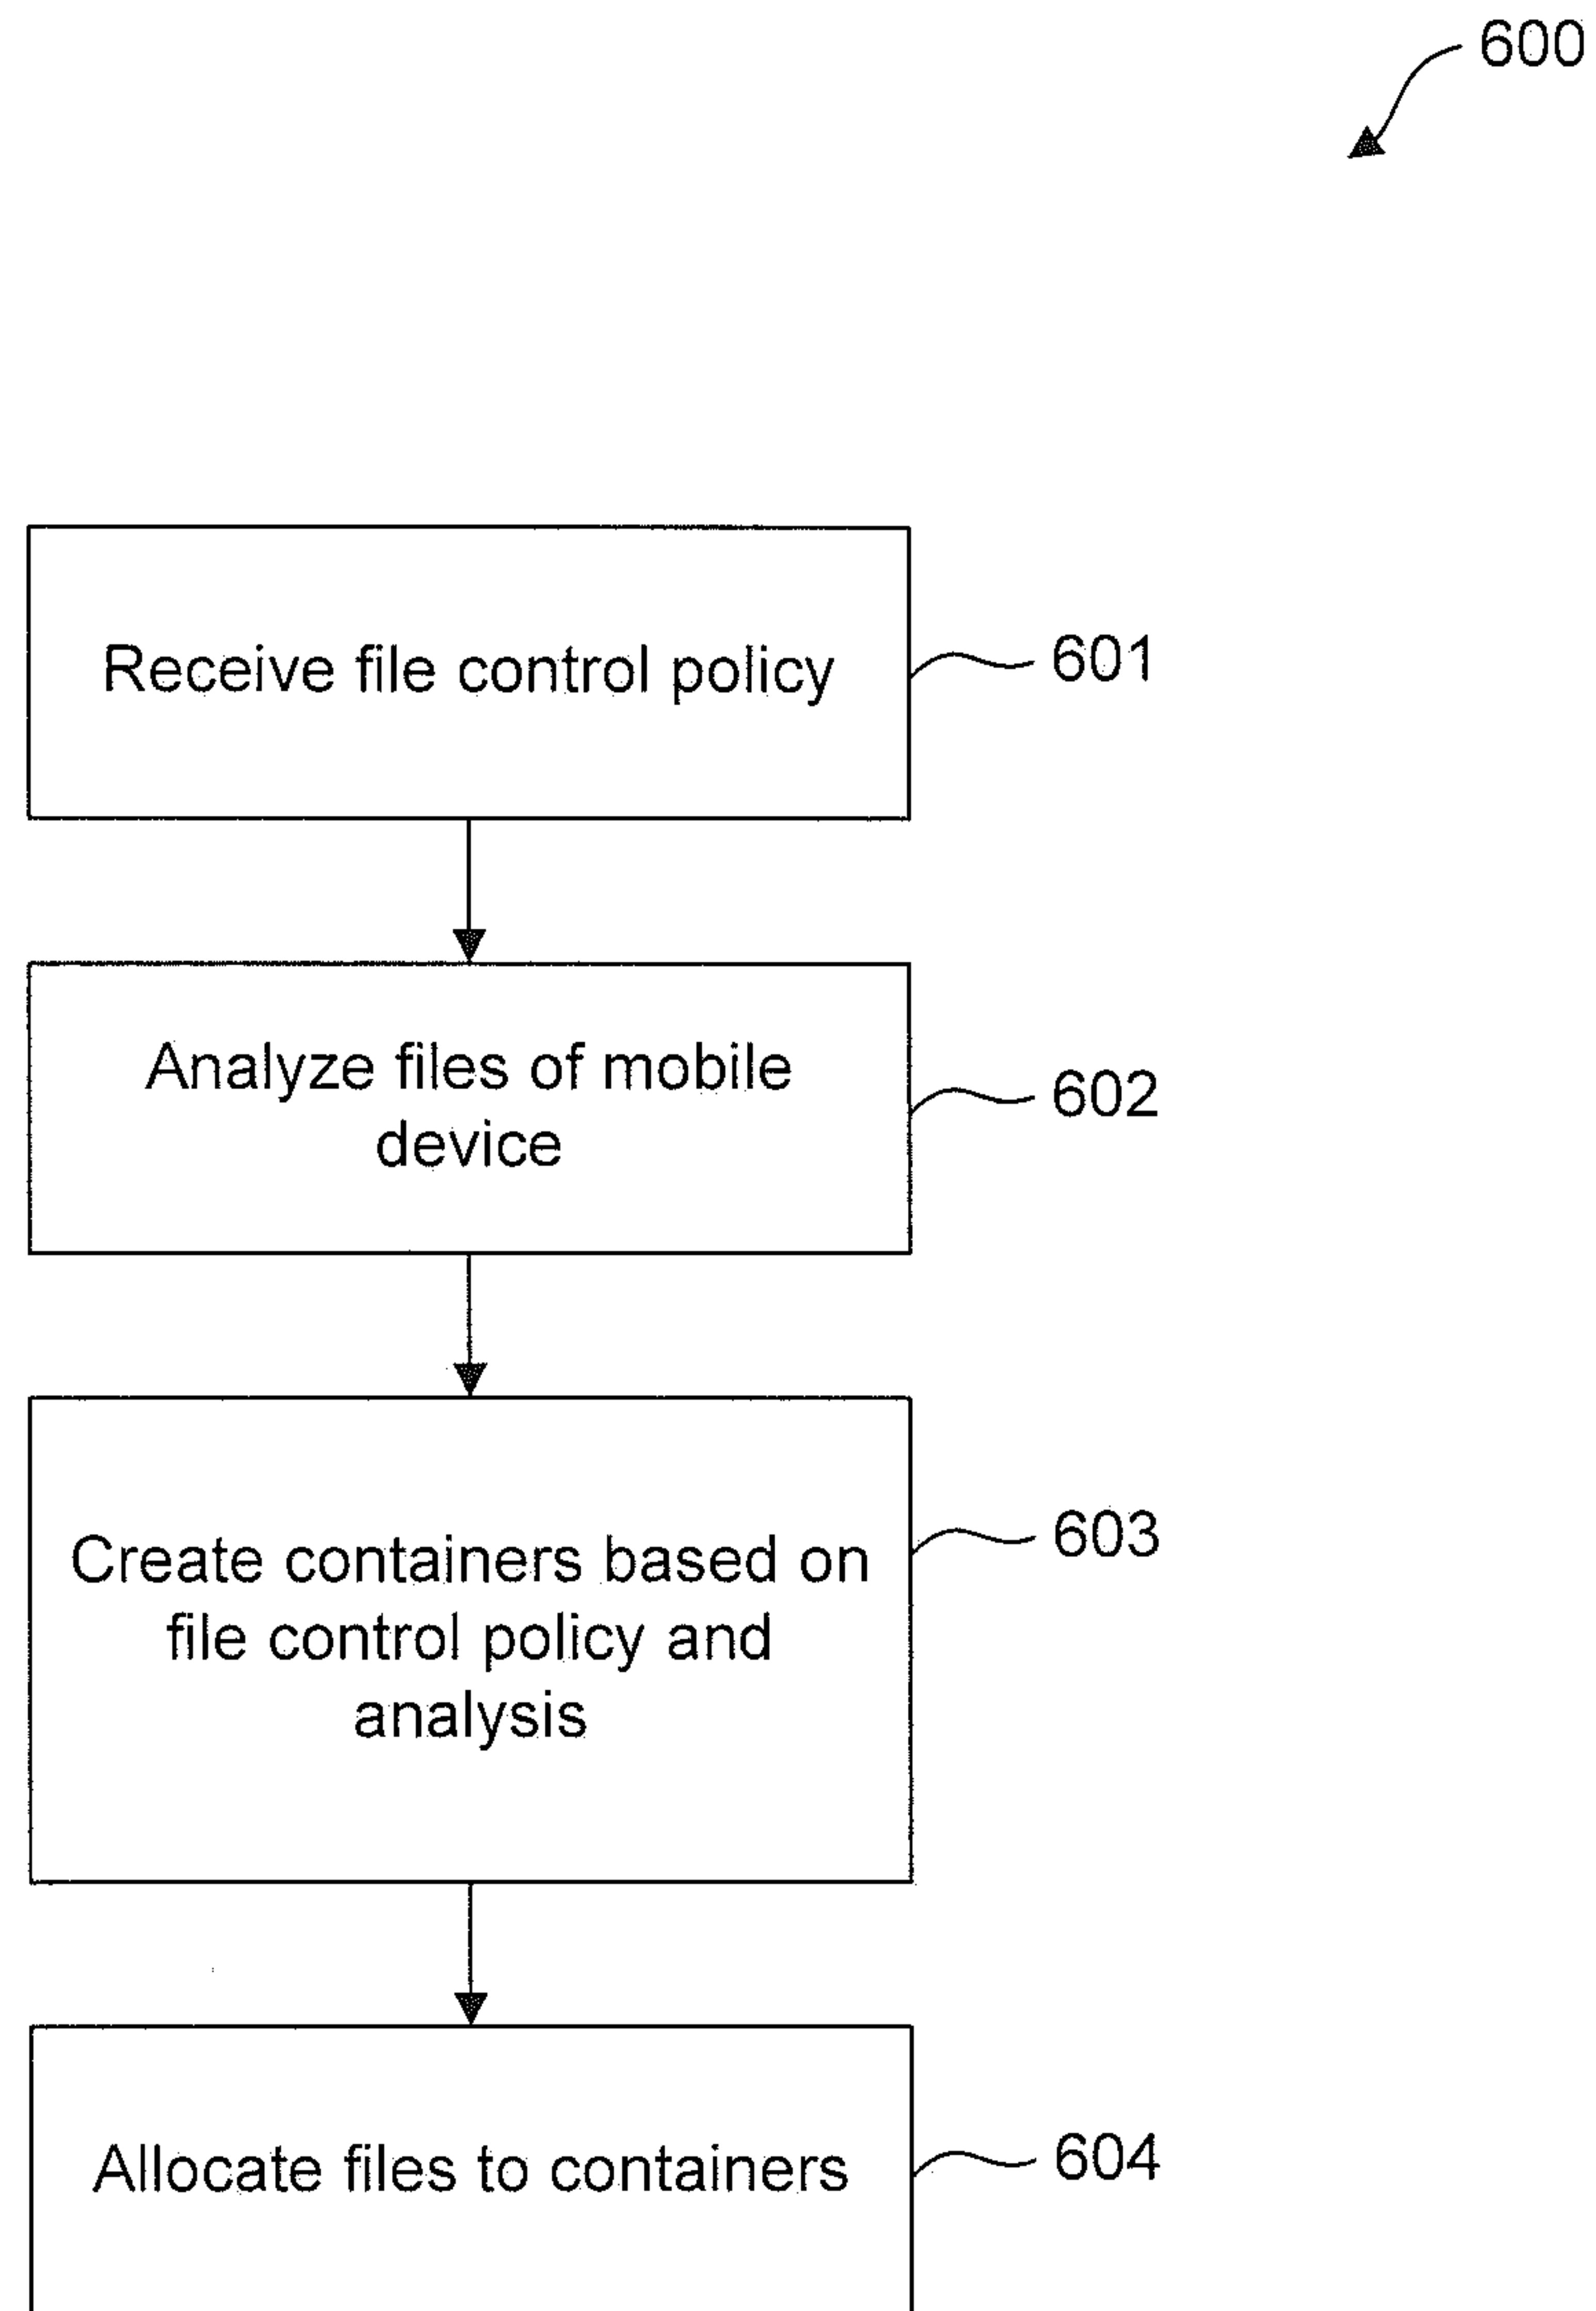 600
Receive file control policy
601
Analyze files of mobile
device
602
Create containers based on
file control policy and
analysis
603
Allocate files to containers
604